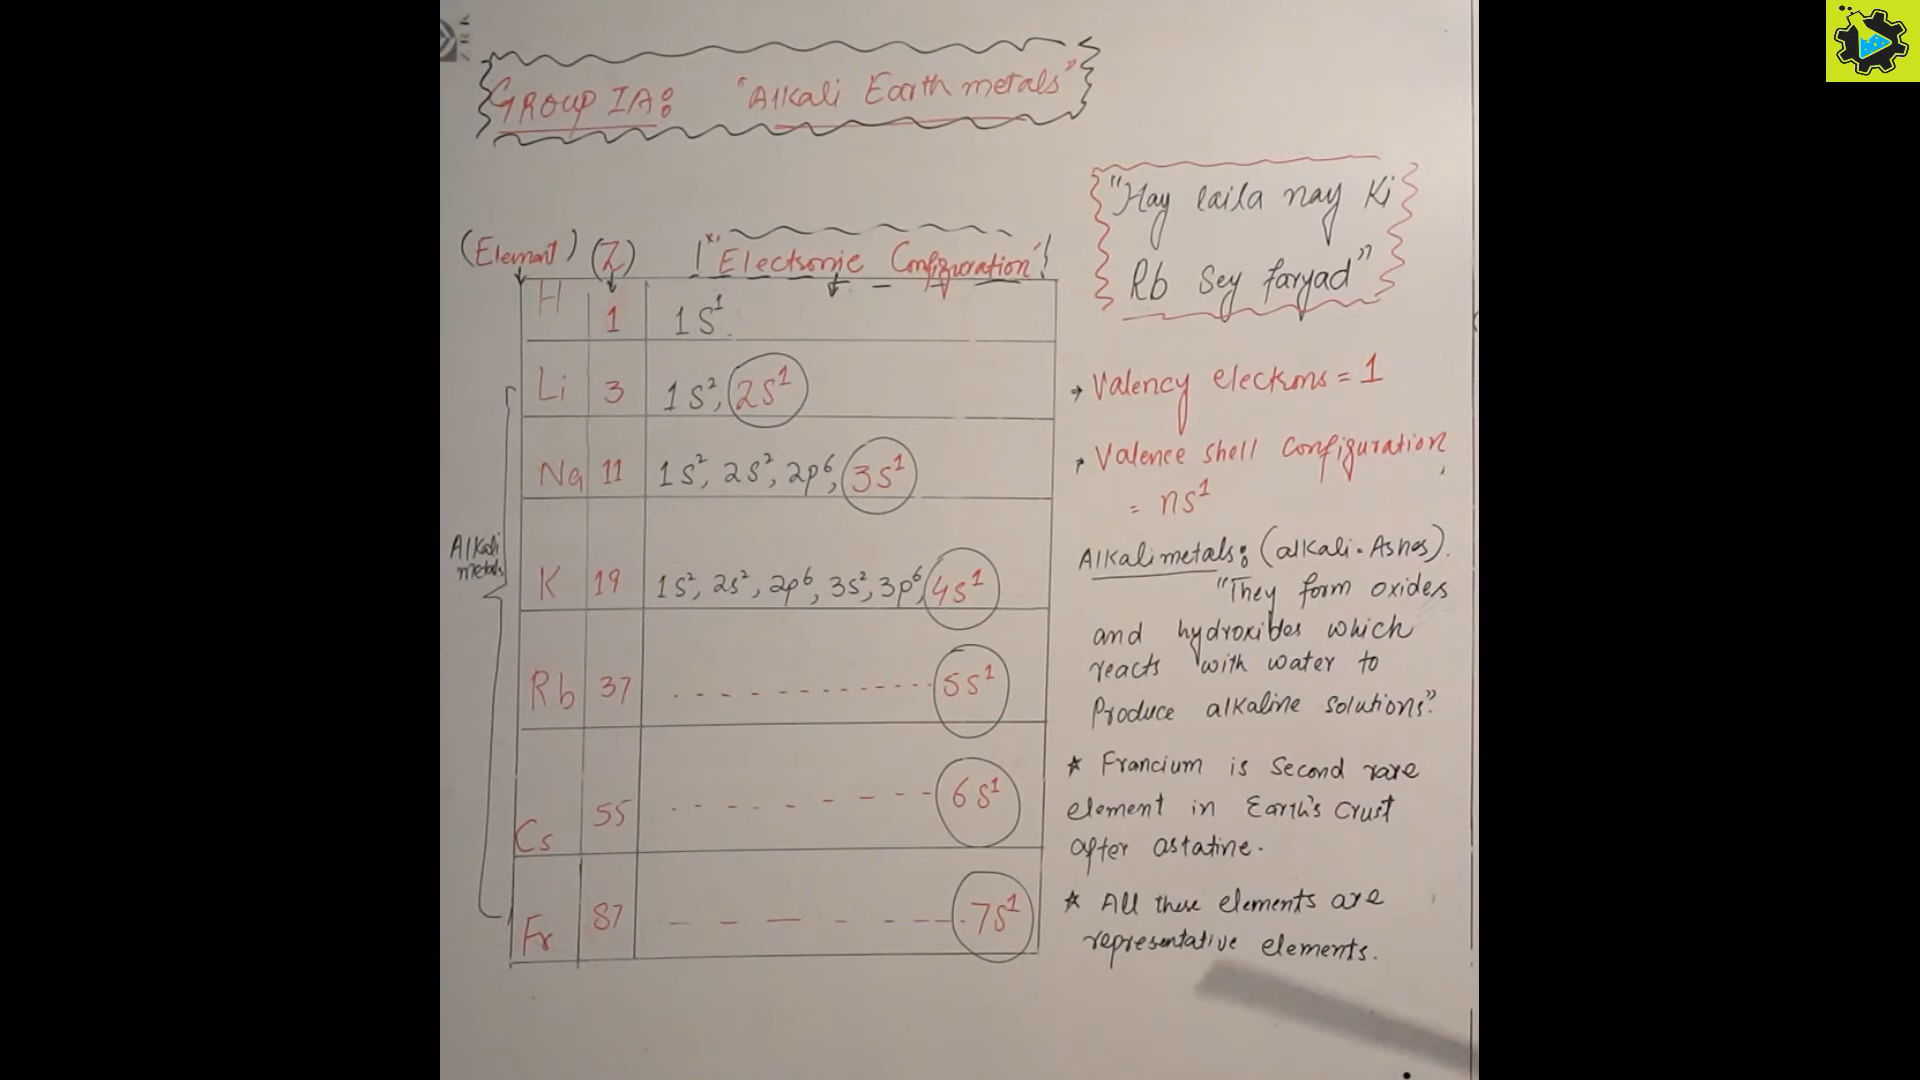 GROUP IA: "Alkali Earth metals"
"Hay laila nay Ki
Rb Sey faryad"
(Element) (Z) "Electronic Configuration"
H 1 1S¹
Li 3 1S², 2S¹
Na 11 1S², 2S², 2p⁶, 3S¹
K 19 1S², 2S², 2p⁶, 3S², 3p⁶, 4S¹
Rb 37 - - - - - - - - - - - - 5S¹
Cs 55 - - - - - - - - 6S¹
Fr 87 - - - - - - 7S¹
Alkali
metals
→ Valency electrons = 1
→ Valence shell Configuration
= nS¹
Alkali metals: (alkali - Ashes).
"They form oxides
and hydroxides which
reacts with water to
Produce alkaline solutions".
* Francium is Second rare
element in Earth's Crust
after astatine.
* All these elements are
representative elements.